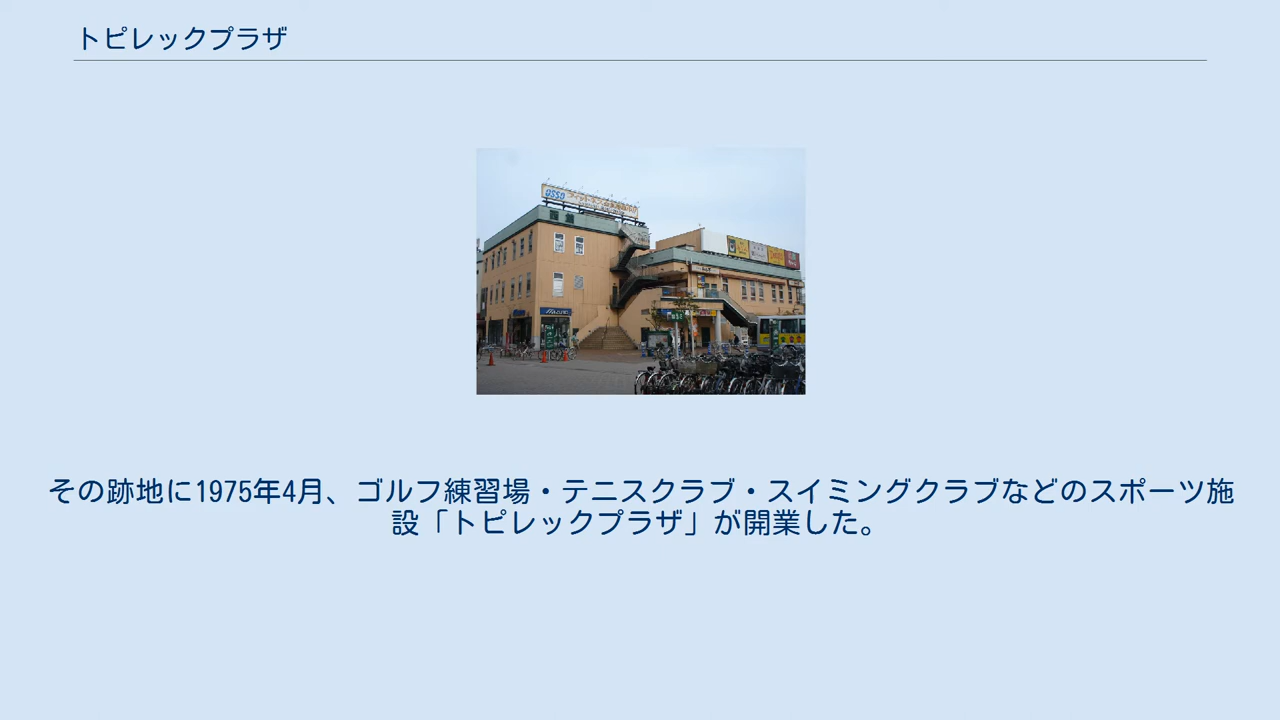 トピレックプラザ
その跡地に1975年4月、ゴルフ練習場・テニスクラブ・スイミングクラブなどのスポーツ施
設「トピレックプラザ」が開業した。